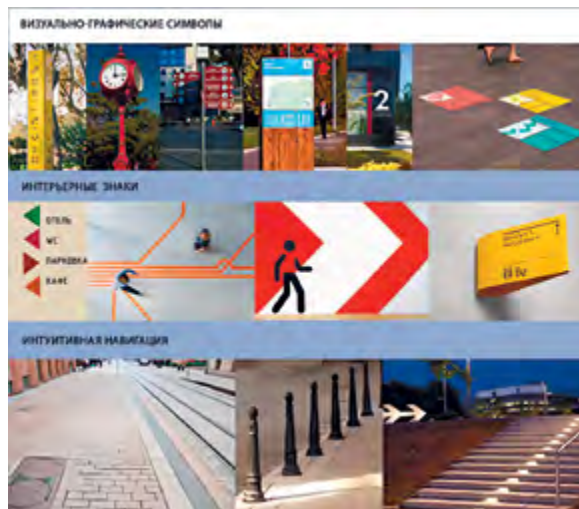 ВИЗУАЛЬНО-ГРАФИЧЕСКИЕ СИМВОЛЫ
2
ИНТЕРЬЕРНЫЕ ЗНАКИ
ОТЕЛЬ
WC
ПАРКОВКА
КАФЕ
ИНТУИТИВНАЯ НАВИГАЦИЯ